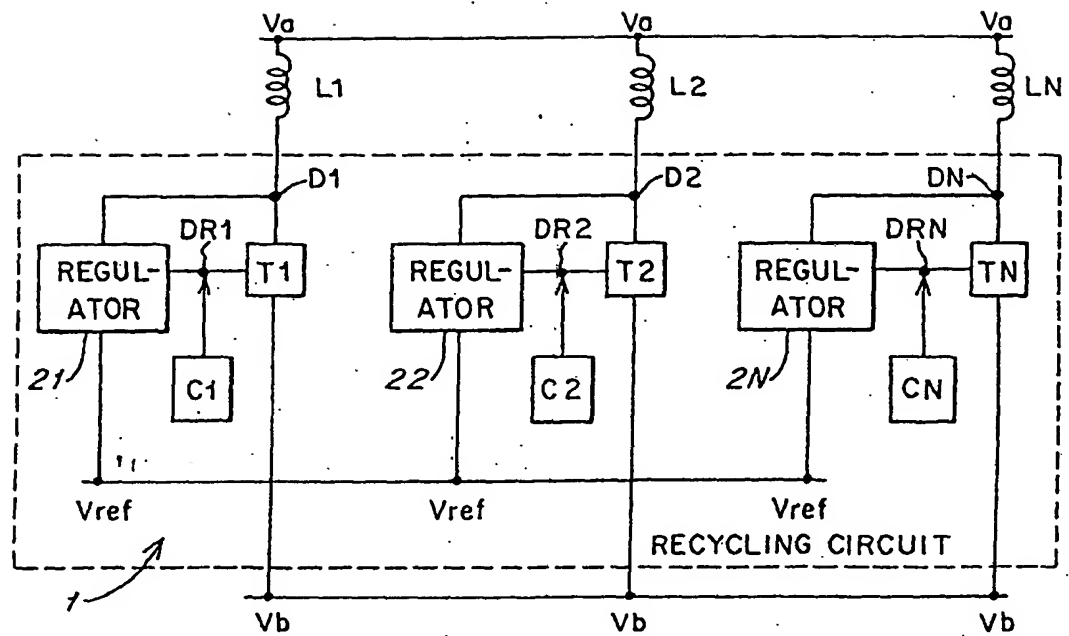 Va Va Va
L1 L2 LN
D1 D2 DN
DR1 DR2 DRN
REGUL- T1 REGUL- T2 REGUL- TN
ATOR ATOR ATOR
21 C1 22 C2 2N CN
Vref Vref Vref
RECYCLING CIRCUIT
1
Vb Vb Vb